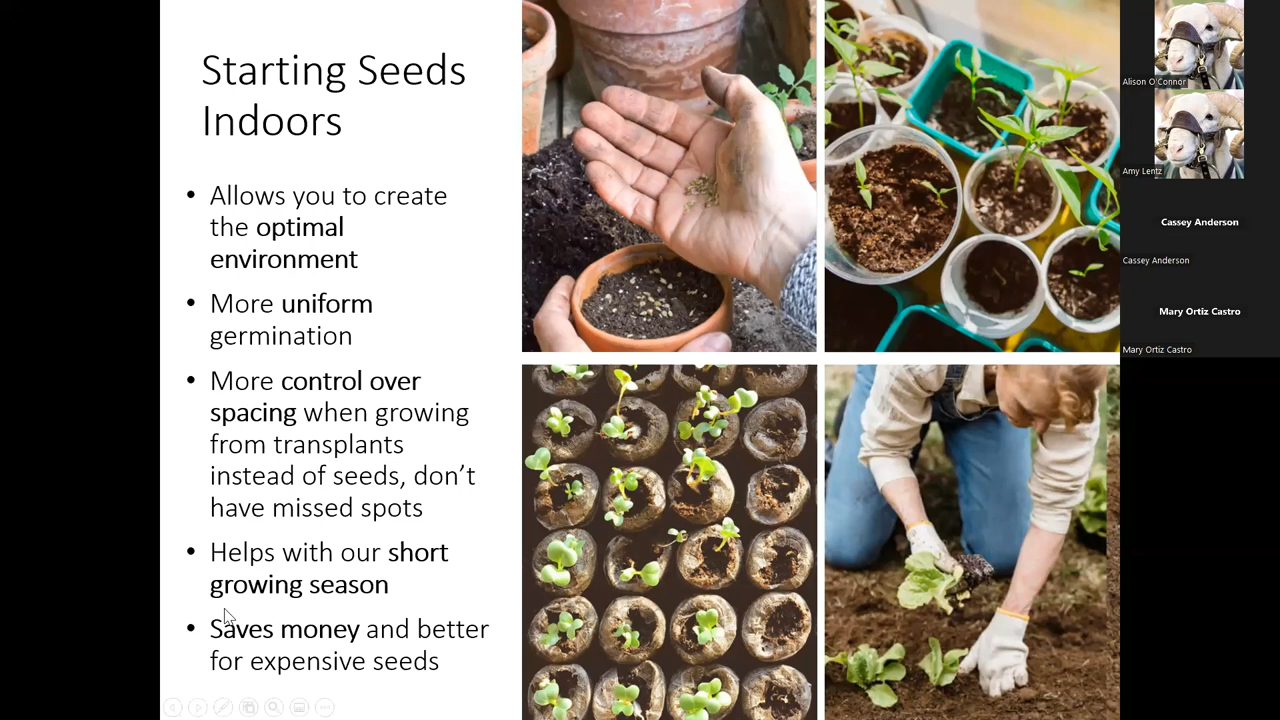 Starting Seeds
Indoors
• Allows you to create
the optimal
environment
• More uniform
germination
• More control over
spacing when growing
from transplants
instead of seeds, don’t
have missed spots
• Helps with our short
growing season
• Saves money and better
for expensive seeds
Alison O'Connor
Amy Lentz
Cassey Anderson
Cassey Anderson
Mary Ortiz Castro
Mary Ortiz Castro